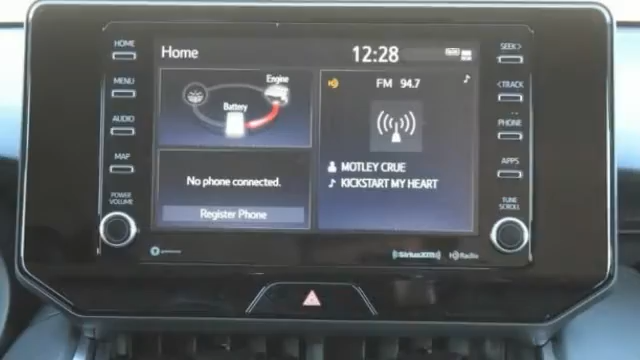 HOME
MENU
AUDIO
MAP
POWER
VOLUME
Home
12:28
Engine
Battery
No phone connected.
Register Phone
FM 94.7
MOTLEY CRUE
KICKSTART MY HEART
SEEK>
<TRACK
PHONE
APPS
TUNE
SCROLL
SiriusXM
HD Radio